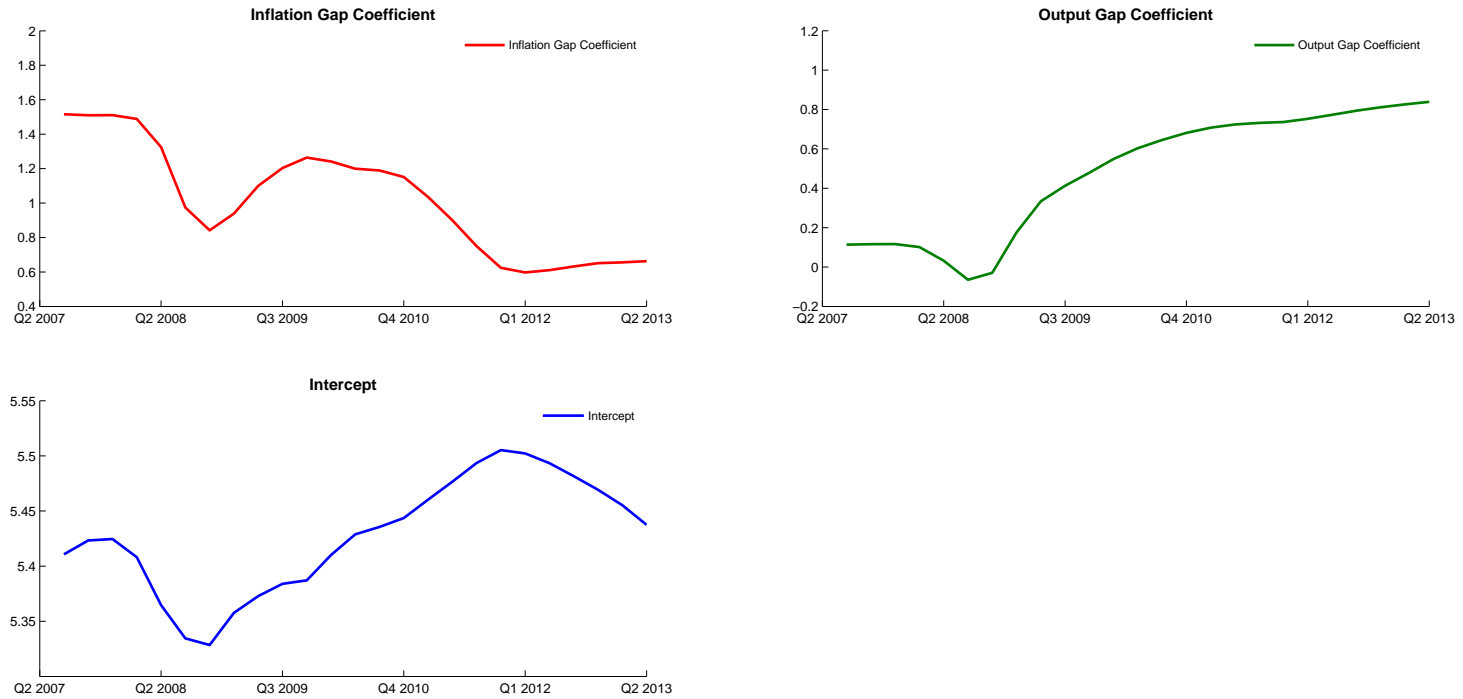 Inflation Gap Coefficient
2
1.8
1.6
1.4
1.2
1
0.8
0.6
0.4
Inflation Gap Coefficient
Q2 2007 Q2 2008 Q3 2009 Q4 2010 Q1 2012 Q2 2013
Output Gap Coefficient
1.2
1
0.8
0.6
0.4
0.2
0
−0.2
Output Gap Coefficient
Q2 2007 Q2 2008 Q3 2009 Q4 2010 Q1 2012 Q2 2013
Intercept
5.55
5.5
5.45
5.4
5.35
Intercept
Q2 2007 Q2 2008 Q3 2009 Q4 2010 Q1 2012 Q2 2013